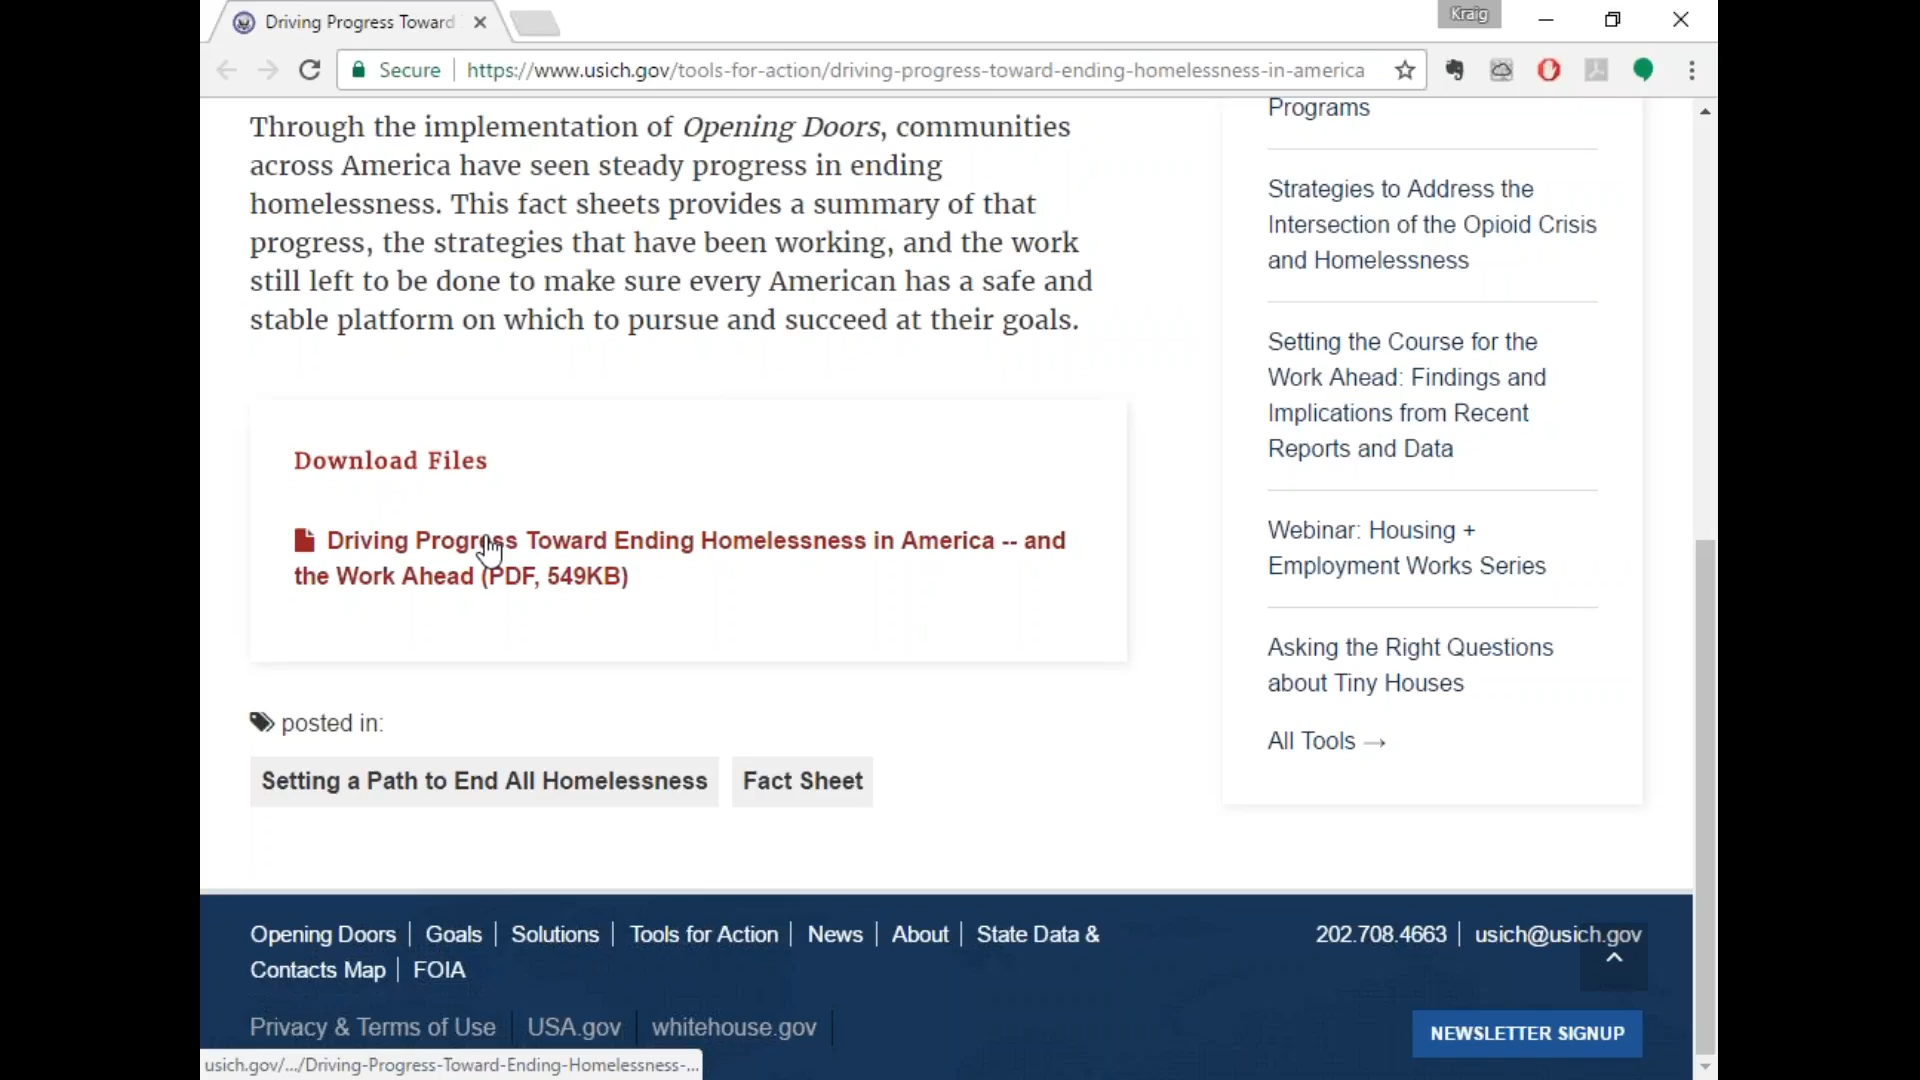 Driving Progress Toward
Kraig
Secure
https://www.usich.gov/tools-for-action/driving-progress-toward-ending-homelessness-in-america
Through the implementation of Opening Doors, communities
across America have seen steady progress in ending
homelessness. This fact sheets provides a summary of that
progress, the strategies that have been working, and the work
still left to be done to make sure every American has a safe and
stable platform on which to pursue and succeed at their goals.
Download Files
Driving Progress Toward Ending Homelessness in America -- and
the Work Ahead (PDF, 549KB)
posted in:
Setting a Path to End All Homelessness
Fact Sheet
Programs
Strategies to Address the
Intersection of the Opioid Crisis
and Homelessness
Setting the Course for the
Work Ahead: Findings and
Implications from Recent
Reports and Data
Webinar: Housing +
Employment Works Series
Asking the Right Questions
about Tiny Houses
All Tools →
Opening Doors | Goals | Solutions | Tools for Action | News | About | State Data &
Contacts Map | FOIA
202.708.4663 | usich@usich.gov
Privacy & Terms of Use | USA.gov | whitehouse.gov
NEWSLETTER SIGNUP
usich.gov/.../Driving-Progress-Toward-Ending-Homelessness-...